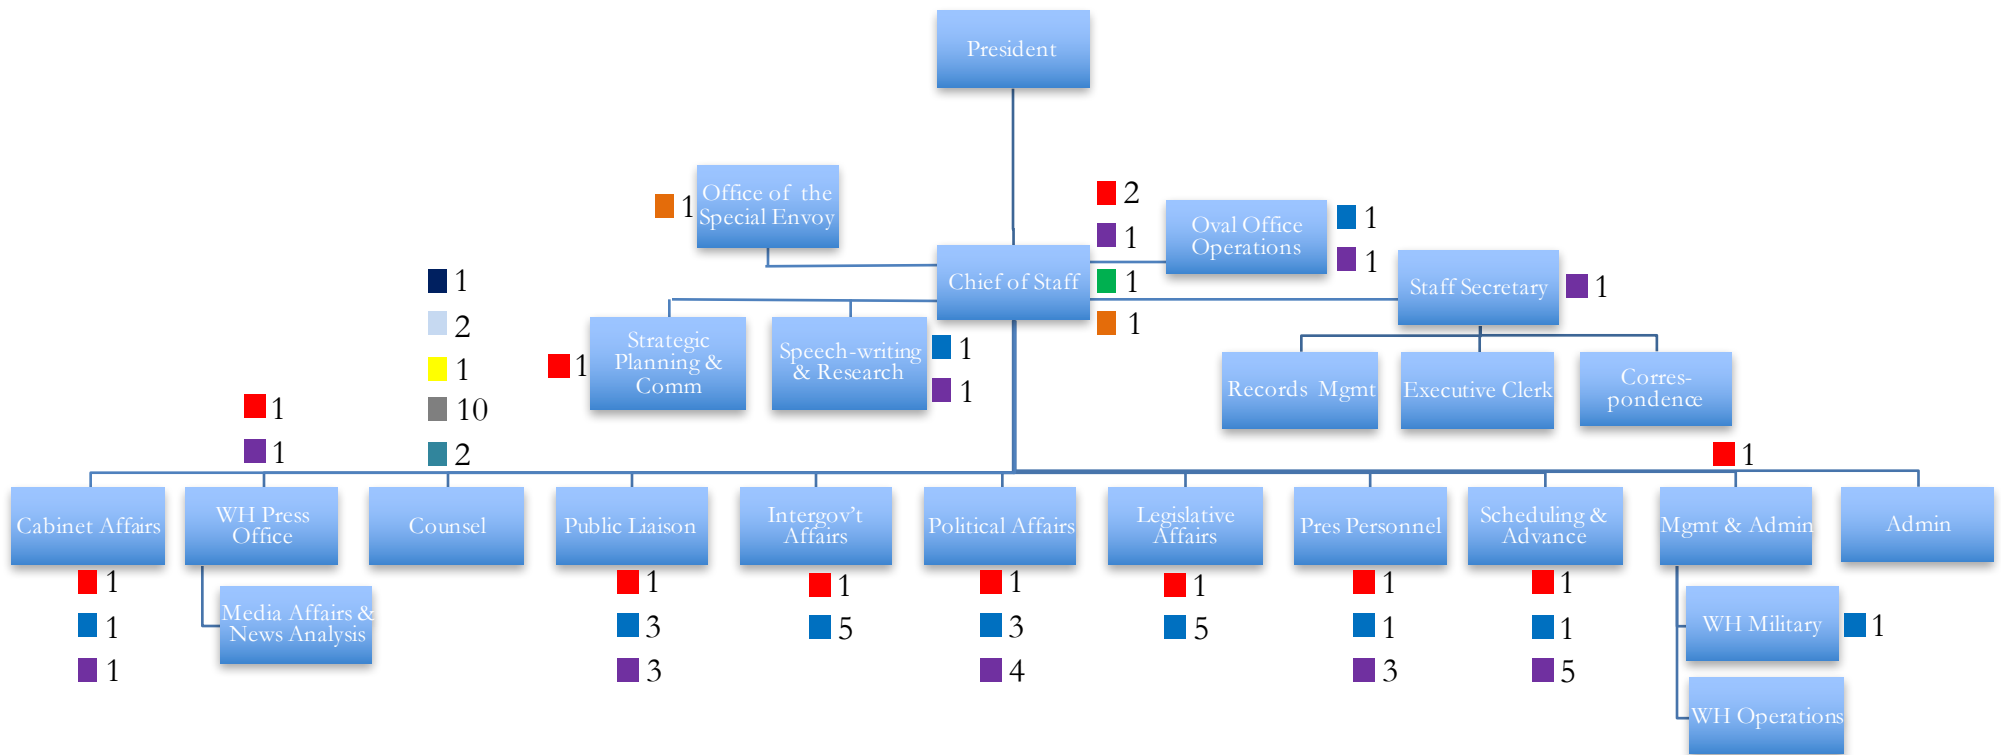 President
Office of the
Special Envoy
1
2
1
1
1
Oval Office
Operations
1
1
Chief of Staff
Staff Secretary
1
1
2
1
10
2
Strategic
Planning &
Comm
1
Speech-writing
& Research
1
1
Records Mgmt
Executive Clerk
Corres-
pondence
1
1
1
Cabinet Affairs
WH Press
Office
Counsel
Public Liaison
Intergov't
Affairs
Political Affairs
Legislative
Affairs
Pres Personnel
Scheduling &
Advance
Mgmt & Admin
Admin
1
1
1
Media Affairs &
News Analysis
1
3
3
1
5
1
3
4
1
5
1
1
3
1
1
5
WH Military
1
WH Operations